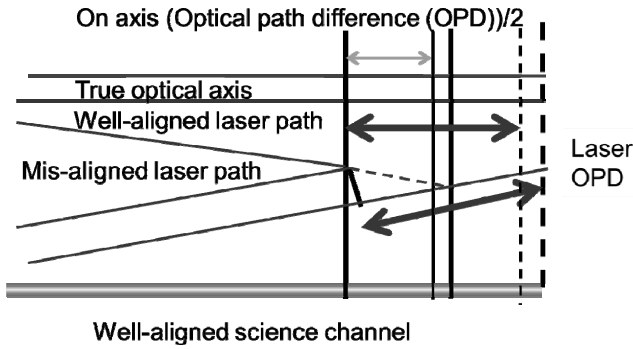 On axis (Optical path difference (OPD))/2
True optical axis
Well-aligned laser path
Mis-aligned laser path
Laser
OPD
Well-aligned science channel